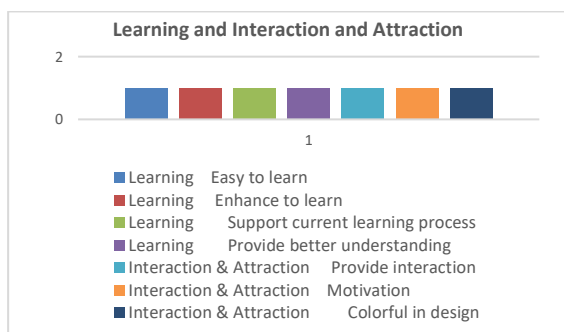 Learning and Interaction and Attraction
2
0
1
Learning Easy to learn
Learning Enhance to learn
Learning Support current learning process
Learning Provide better understanding
Interaction & Attraction Provide interaction
Interaction & Attraction Motivation
Interaction & Attraction Colorful in design